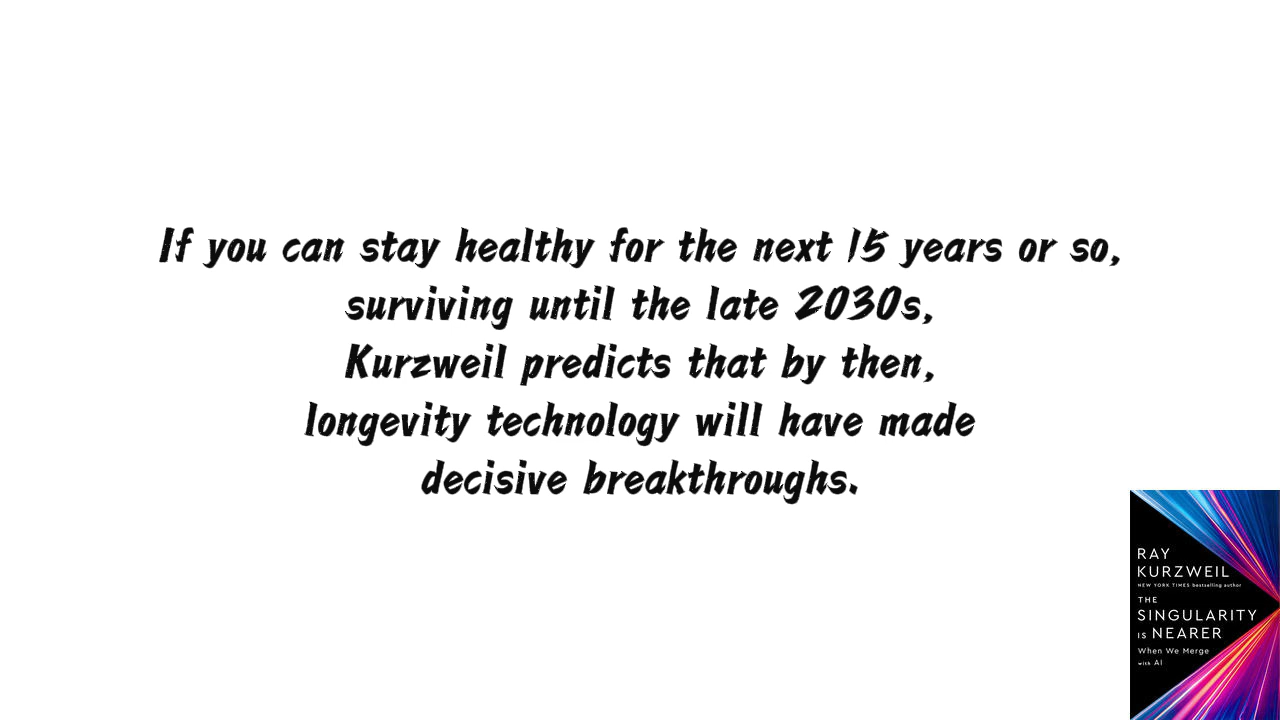 If you can stay healthy for the next 15 years or so,
surviving until the late 2030s,
Kurzweil predicts that by then,
longevity technology will have made
decisive breakthroughs.
RAY
KURZWEIL
NEW YORK TIMES bestselling author
THE
SINGULARITY
IS NEARER
When We Merge
with AI